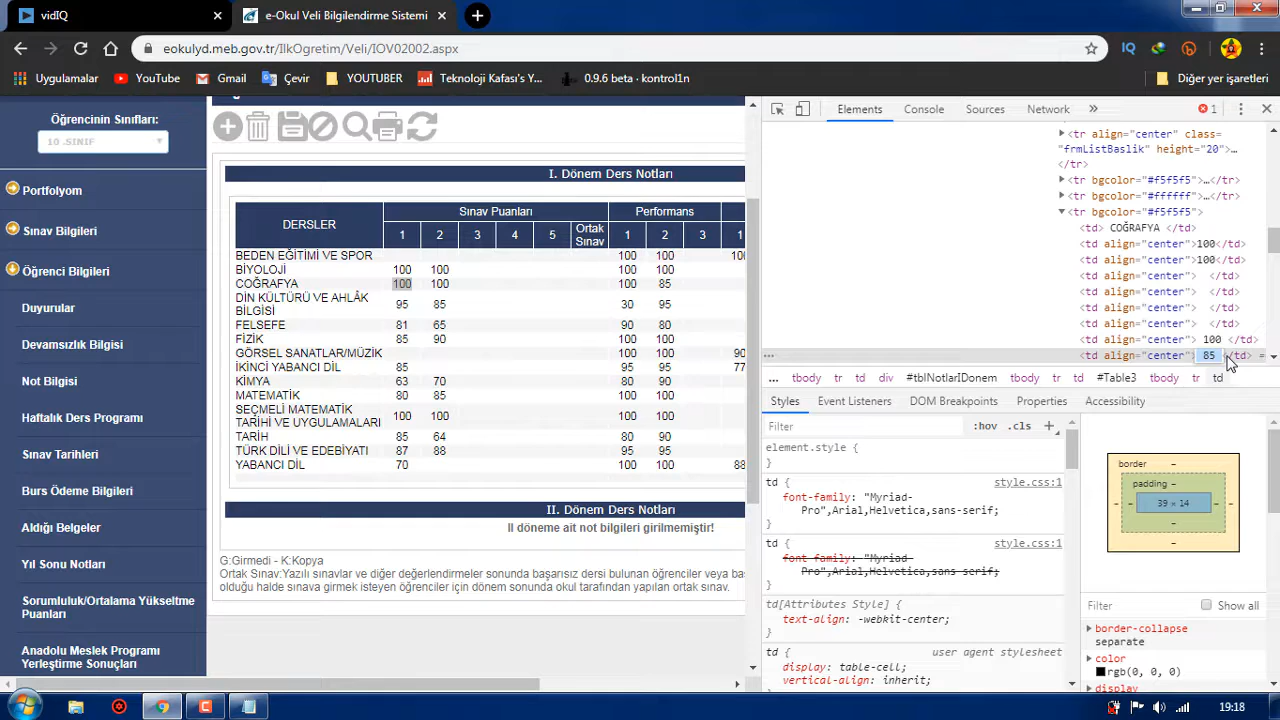 vidIQ
e-Okul Veli Bilgilendirme Sistemi
eokulyd.meb.gov.tr/IlkOgretim/Veli/IOV02002.aspx
Uygulamalar YouTube Gmail Çevir YOUTUBER Teknoloji Kafası's Y... 0.9.6 beta · kontrol1n Diğer yer işaretleri
Öğrencinin Sınıfları:
10 .SINIF
Portfolyom
Sınav Bilgileri
Öğrenci Bilgileri
Duyurular
Devamsızlık Bilgisi
Not Bilgisi
Haftalık Ders Programı
Sınav Tarihleri
Burs Ödeme Bilgileri
Aldığı Belgeler
Yıl Sonu Notları
Sorumluluk/Ortalama Yükseltme
Puanları
Anadolu Meslek Programı
Yerleştirme Sonuçları
I. Dönem Ders Notları
DERSLER Sınav Puanları Performans
1 2 3 4 5 Ortak Sınav 1 2 3 1
BEDEN EĞİTİMİ VE SPOR 100 100 100
BİYOLOJİ 100 100 100 100
COĞRAFYA 100 100 100 85
DİN KÜLTÜRÜ VE AHLÂK
BİLGİSİ 95 85 30 95
FELSEFE 81 65 90 80
FİZİK 85 90 100 100
GÖRSEL SANATLAR/MÜZİK 100 100 90
İKİNCİ YABANCI DİL 85 95 95 77
KİMYA 63 70 80 90
MATEMATİK 80 85 100 100
SEÇMELİ MATEMATİK
TARİHİ VE UYGULAMALARI 100 100 100 100
TARİH 85 64 80 90
TÜRK DİLİ VE EDEBİYATI 87 88 95 95
YABANCI DİL 70 100 100 88
II. Dönem Ders Notları
II döneme ait not bilgileri girilmemiştir!
G:Girmedi - K:Kopya
Ortak Sınav:Yazılı sınavlar ve diğer değerlendirmeler sonunda başarısız dersi bulunan öğrenciler veya ba
olduğu halde sınava girmek isteyen öğrenciler için dönem sonunda okul tarafından yapılan ortak sınav.
Elements Console Sources Network » 1
<tr align="center" class=
"frmListBaslik" height="20">…
</tr>
<tr bgcolor="#f5f5f5">…</tr>
<tr bgcolor="#ffffff">…</tr>
<tr bgcolor="#f5f5f5">
<td> COĞRAFYA </td>
<td align="center">100</td>
<td align="center">100</td>
<td align="center"> </td>
<td align="center"> </td>
<td align="center"> </td>
<td align="center"> </td>
<td align="center"> 100 </td>
<td align="center"> 85 </td> =
... tbody tr td div #tblNotlarIDonem tbody tr td #Table3 tbody tr td
Styles Event Listeners DOM Breakpoints Properties Accessibility
Filter :hov .cls +
element.style {
}
td { style.css:1
font-family: "Myriad-
Pro",Arial,Helvetica,sans-serif;
}
td { style.css:1
font-family: "Myriad-
Pro",Arial,Helvetica,sans-serif;
}
td[Attributes Style] {
text-align: -webkit-center;
}
td { user agent stylesheet
display: table-cell;
vertical-align: inherit;
border –
padding –
39 × 14
Filter Show all
border-collapse
separate
color
rgb(0, 0, 0)
display
19:18